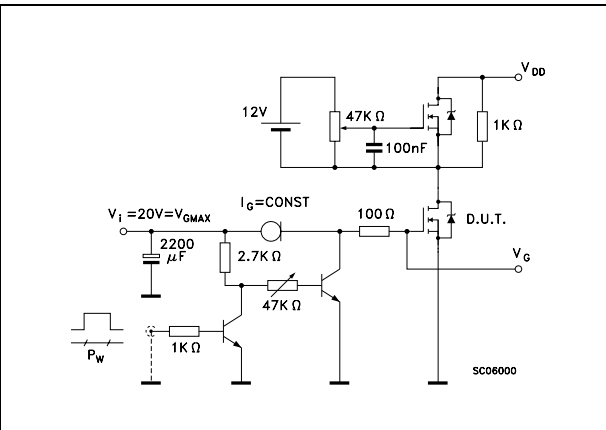 V_DD
12V
47KΩ
1KΩ
100nF
I_G=CONST
V_i=20V=V_GMAX
100Ω
D.U.T.
2200
μF
2.7KΩ
V_G
47KΩ
1KΩ
P_W
SC06000